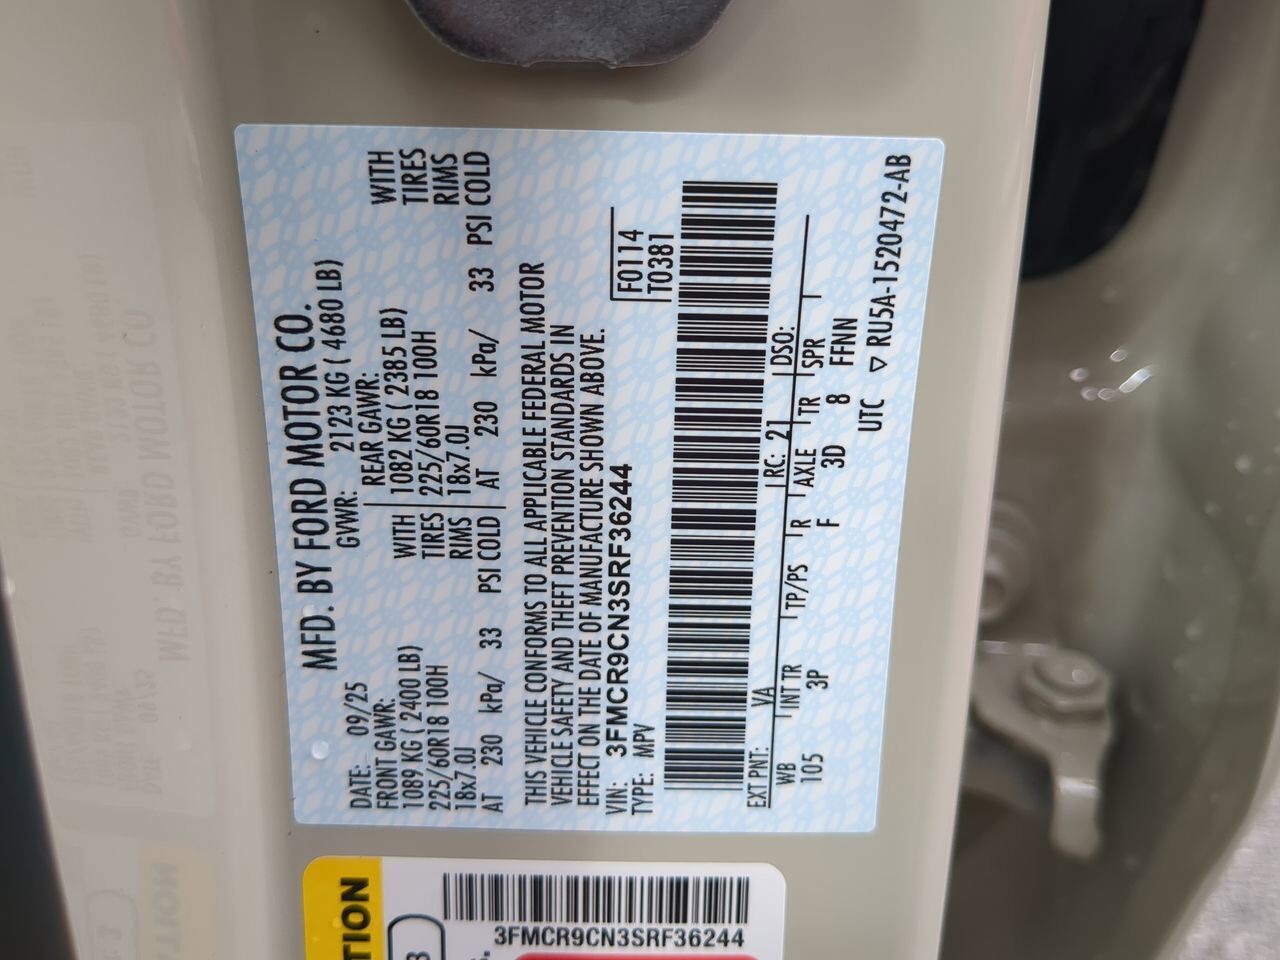 MFD. BY FORD MOTOR CO.
DATE: 09/25 GVWR: 2123 KG ( 4680 LB)
FRONT GAWR: REAR GAWR:
1089 KG ( 2400 LB) WITH 1082 KG ( 2385 LB) WITH
225/60R18 100H TIRES 225/60R18 100H TIRES
18x7.0J RIMS 18x7.0J RIMS
AT 230 kPa/ 33 PSI COLD AT 230 kPa/ 33 PSI COLD
THIS VEHICLE CONFORMS TO ALL APPLICABLE FEDERAL MOTOR
VEHICLE SAFETY AND THEFT PREVENTION STANDARDS IN
EFFECT ON THE DATE OF MANUFACTURE SHOWN ABOVE.
VIN: 3FMCR9CN3SRF36244 F0114
TYPE: MPV T0381
EXT PNT: VA RC: 21 DSO:
WB INT TR TP/PS R AXLE TR SPR
105 3P F 3D 8 FFNN
UTC ▽ RU5A-1520472-AB
TION
3FMCR9CN3SRF36244